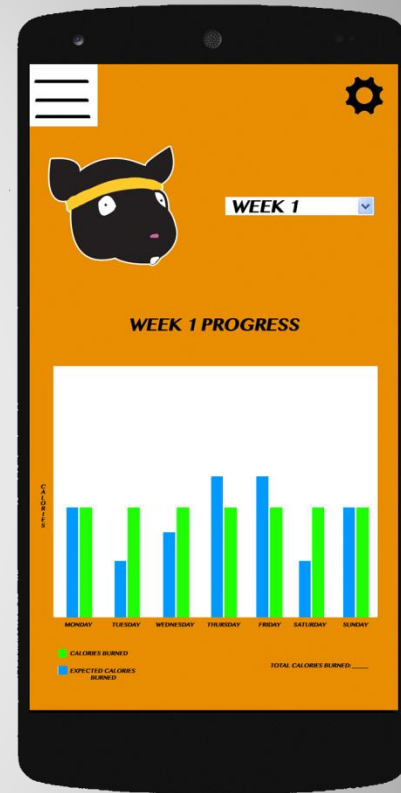 WEEK 1
WEEK 1 PROGRESS
CALORIES
MONDAY TUESDAY WEDNESDAY THURSDAY FRIDAY SATURDAY SUNDAY
CALORIES BURNED
EXPECTED CALORIES
BURNED
TOTAL CALORIES BURNED:_____